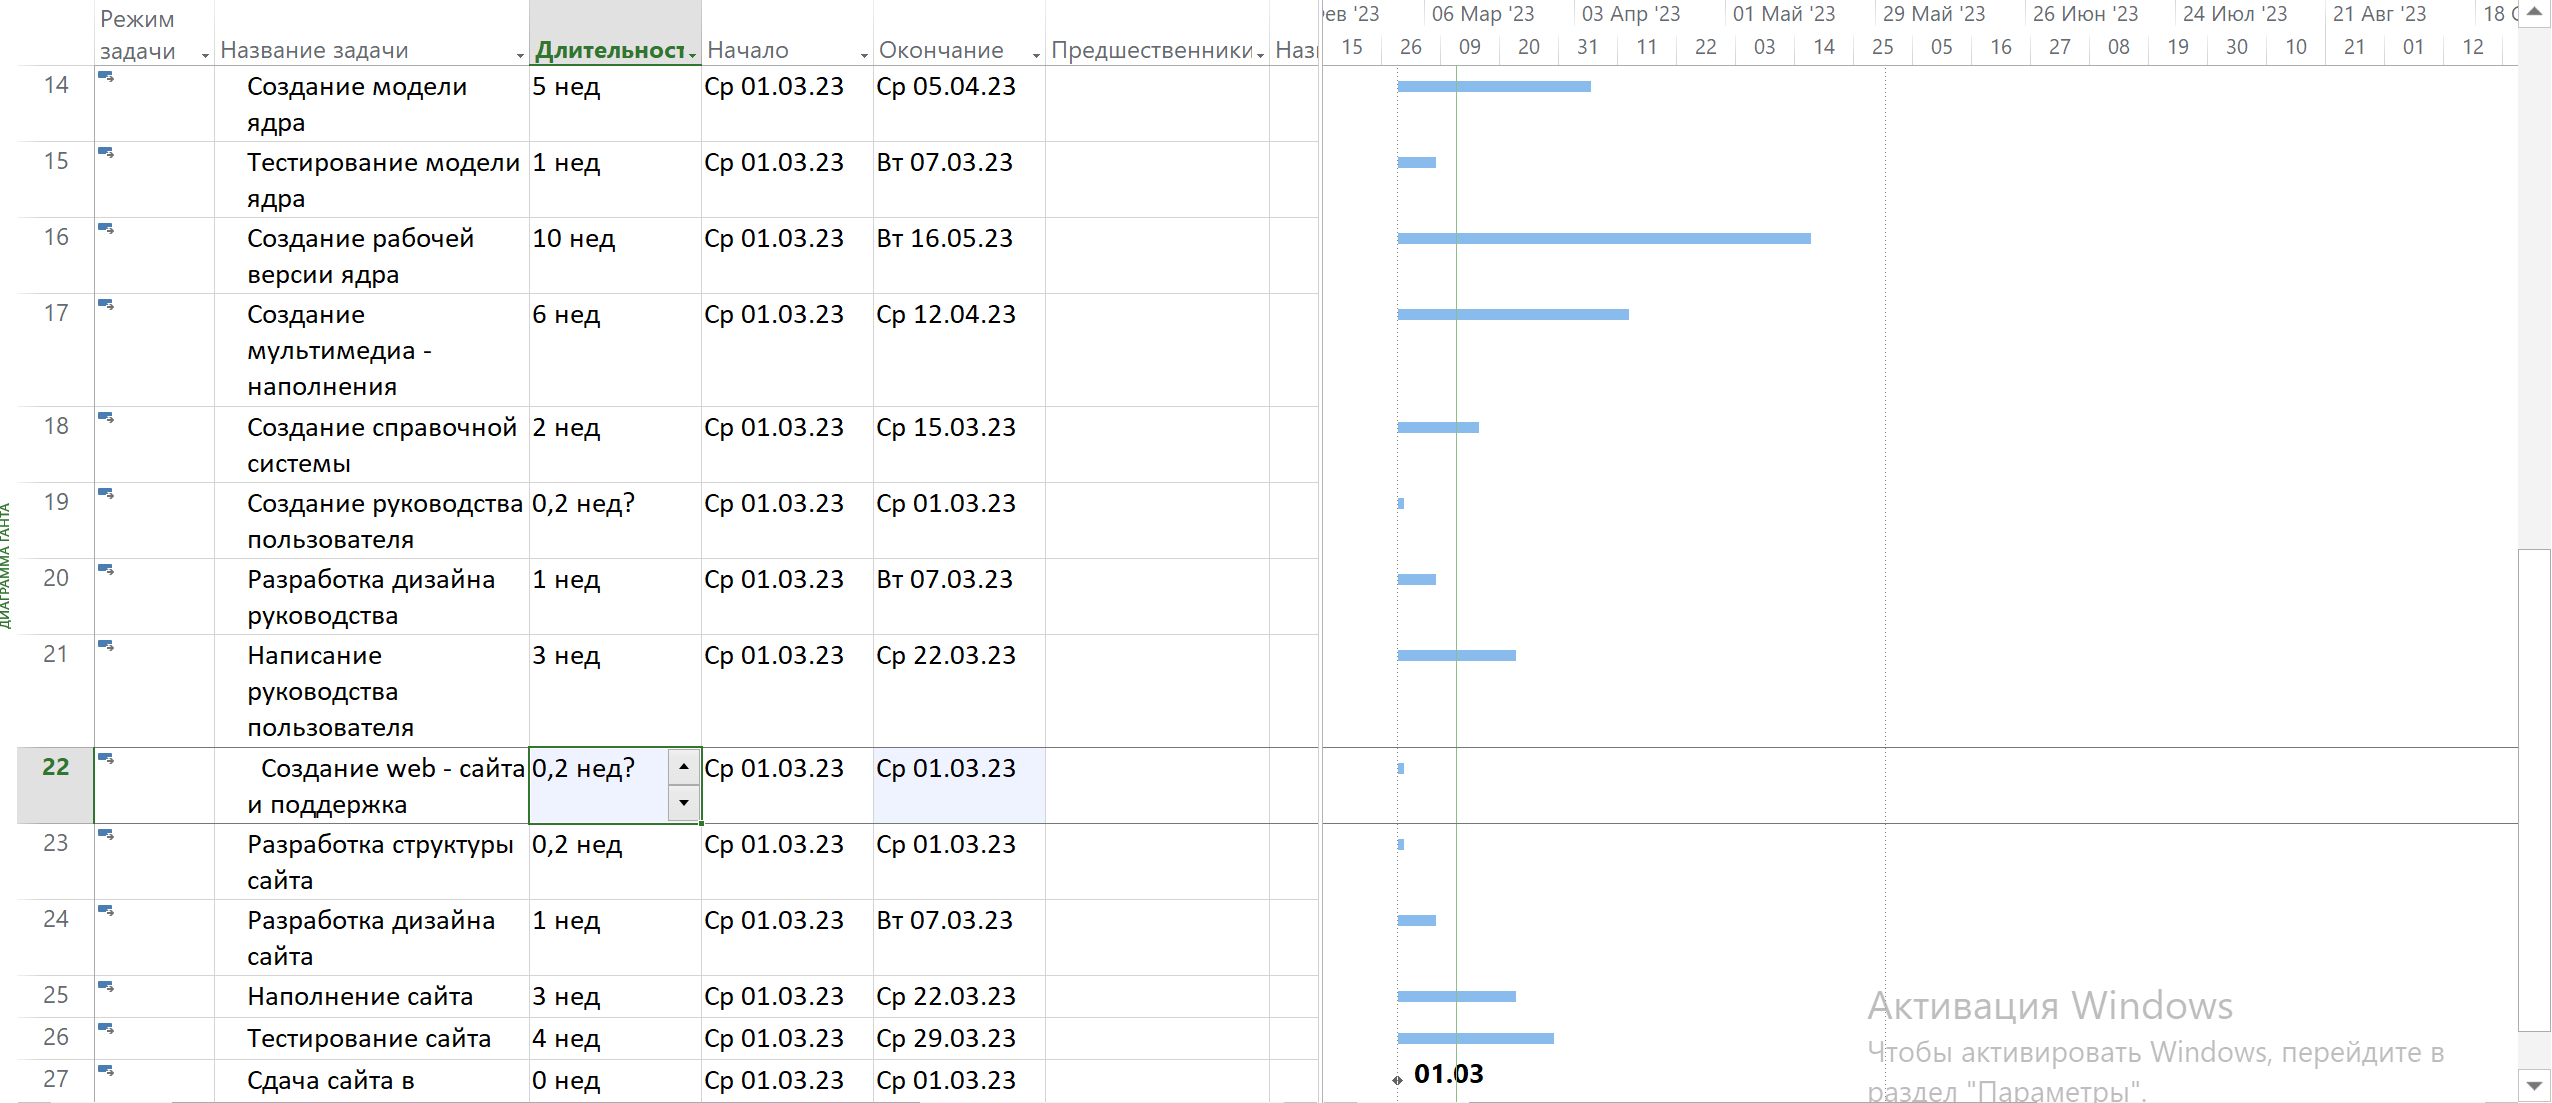 Режим задачи Название задачи Длительност Начало Окончание Предшественники Назı
рев '23 06 Мар '23 03 Апр '23 01 Май '23 29 Май '23 26 Июн '23 24 Июл '23 21 Авг '23 18
15 26 09 20 31 11 22 03 14 25 05 16 27 08 19 30 10 21 01 12
14 Создание модели 5 нед Ср 01.03.23 Ср 05.04.23
ядра
15 Тестирование модели 1 нед Ср 01.03.23 Вт 07.03.23
ядра
16 Создание рабочей 10 нед Ср 01.03.23 Вт 16.05.23
версии ядра
17 Создание 6 нед Ср 01.03.23 Ср 12.04.23
мультимедиа -
наполнения
18 Создание справочной 2 нед Ср 01.03.23 Ср 15.03.23
системы
19 Создание руководства 0,2 нед? Ср 01.03.23 Ср 01.03.23
пользователя
20 Разработка дизайна 1 нед Ср 01.03.23 Вт 07.03.23
руководства
21 Написание 3 нед Ср 01.03.23 Ср 22.03.23
руководства
пользователя
22 Создание web - сайта 0,2 нед? Ср 01.03.23 Ср 01.03.23
и поддержка
23 Разработка структуры 0,2 нед Ср 01.03.23 Ср 01.03.23
сайта
24 Разработка дизайна 1 нед Ср 01.03.23 Вт 07.03.23
сайта
25 Наполнение сайта 3 нед Ср 01.03.23 Ср 22.03.23
26 Тестирование сайта 4 нед Ср 01.03.23 Ср 29.03.23
27 Сдача сайта в 0 нед Ср 01.03.23 Ср 01.03.23
01.03
ДИАГРАММА ГАНТА
Активация Windows
Чтобы активировать Windows, перейдите в
раздел "Параметры".